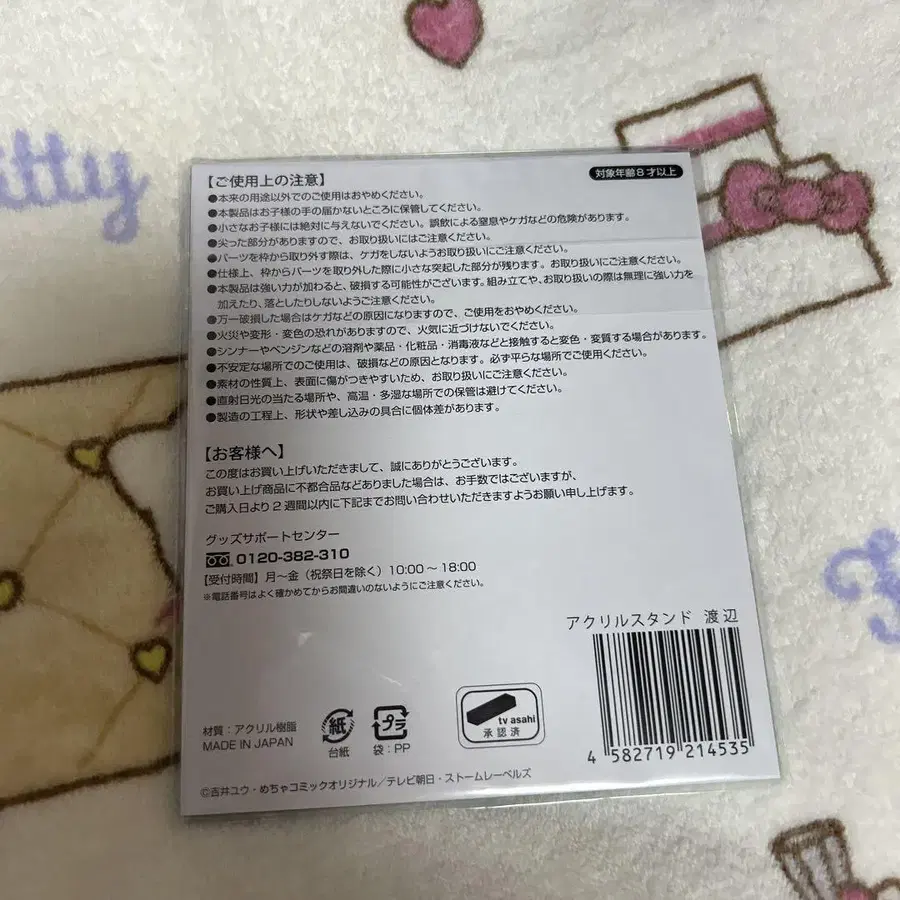 itty
【ご使用上の注意】
対象年齢8才以上
●本来の用途以外でのご使用はおやめください。
●本製品はお子様の手の届かないところに保管してください。
●小さなお子様には絶対に与えないでください。誤飲による窒息やケガなどの危険があります。
●尖った部分がありますので、お取り扱いにはご注意ください。
●パーツを枠から取り外す際は、ケガをしないようお取り扱いにご注意ください。
●仕様上、枠からパーツを取り外した際に小さな突起した部分が残ります。お取り扱いにご注意ください。
●本製品は強い力が加わると、破損する可能性がございます。組み立てや、お取り扱いの際は無理に強い力を
加えたり、落としたりしないようご注意ください。
●万一破損した場合はケガなどの原因になりますので、ご使用をおやめください。
●火災や変形・変色の恐れがありますので、火気に近づけないでください。
●シンナーやベンジンなどの溶剤や薬品・化粧品・消毒液などと接触すると変色・変質する場合があります。
●不安定な場所でのご使用は、破損などの原因となります。必ず平らな場所でご使用ください。
●素材の性質上、表面に傷がつきやすいため、お取り扱いにご注意ください。
●直射日光の当たる場所や、高温・多湿な場所での保管は避けてください。
●製造の工程上、形状や差し込みの具合に個体差があります。
【お客様へ】
この度はお買い上げいただきまして、誠にありがとうございます。
お買い上げ商品に不都合品などありました場合は、お手数ではございますが、
ご購入日より2週間以内に下記までお問い合わせいただきますようお願い申し上げます。
グッズサポートセンター
0120-382-310
【受付時間】月～金（祝祭日を除く）10:00～18:00
※電話番号はよく確かめてからお間違いのないようにご注意ください。
アクリルスタンド 渡辺
材質：アクリル樹脂
MADE IN JAPAN
紙
台紙
プラ
袋：PP
tv asahi
承認済
4 582719 214535
©吉井ユウ・めちゃコミックオリジナル／テレビ朝日・ストームレーベルズ